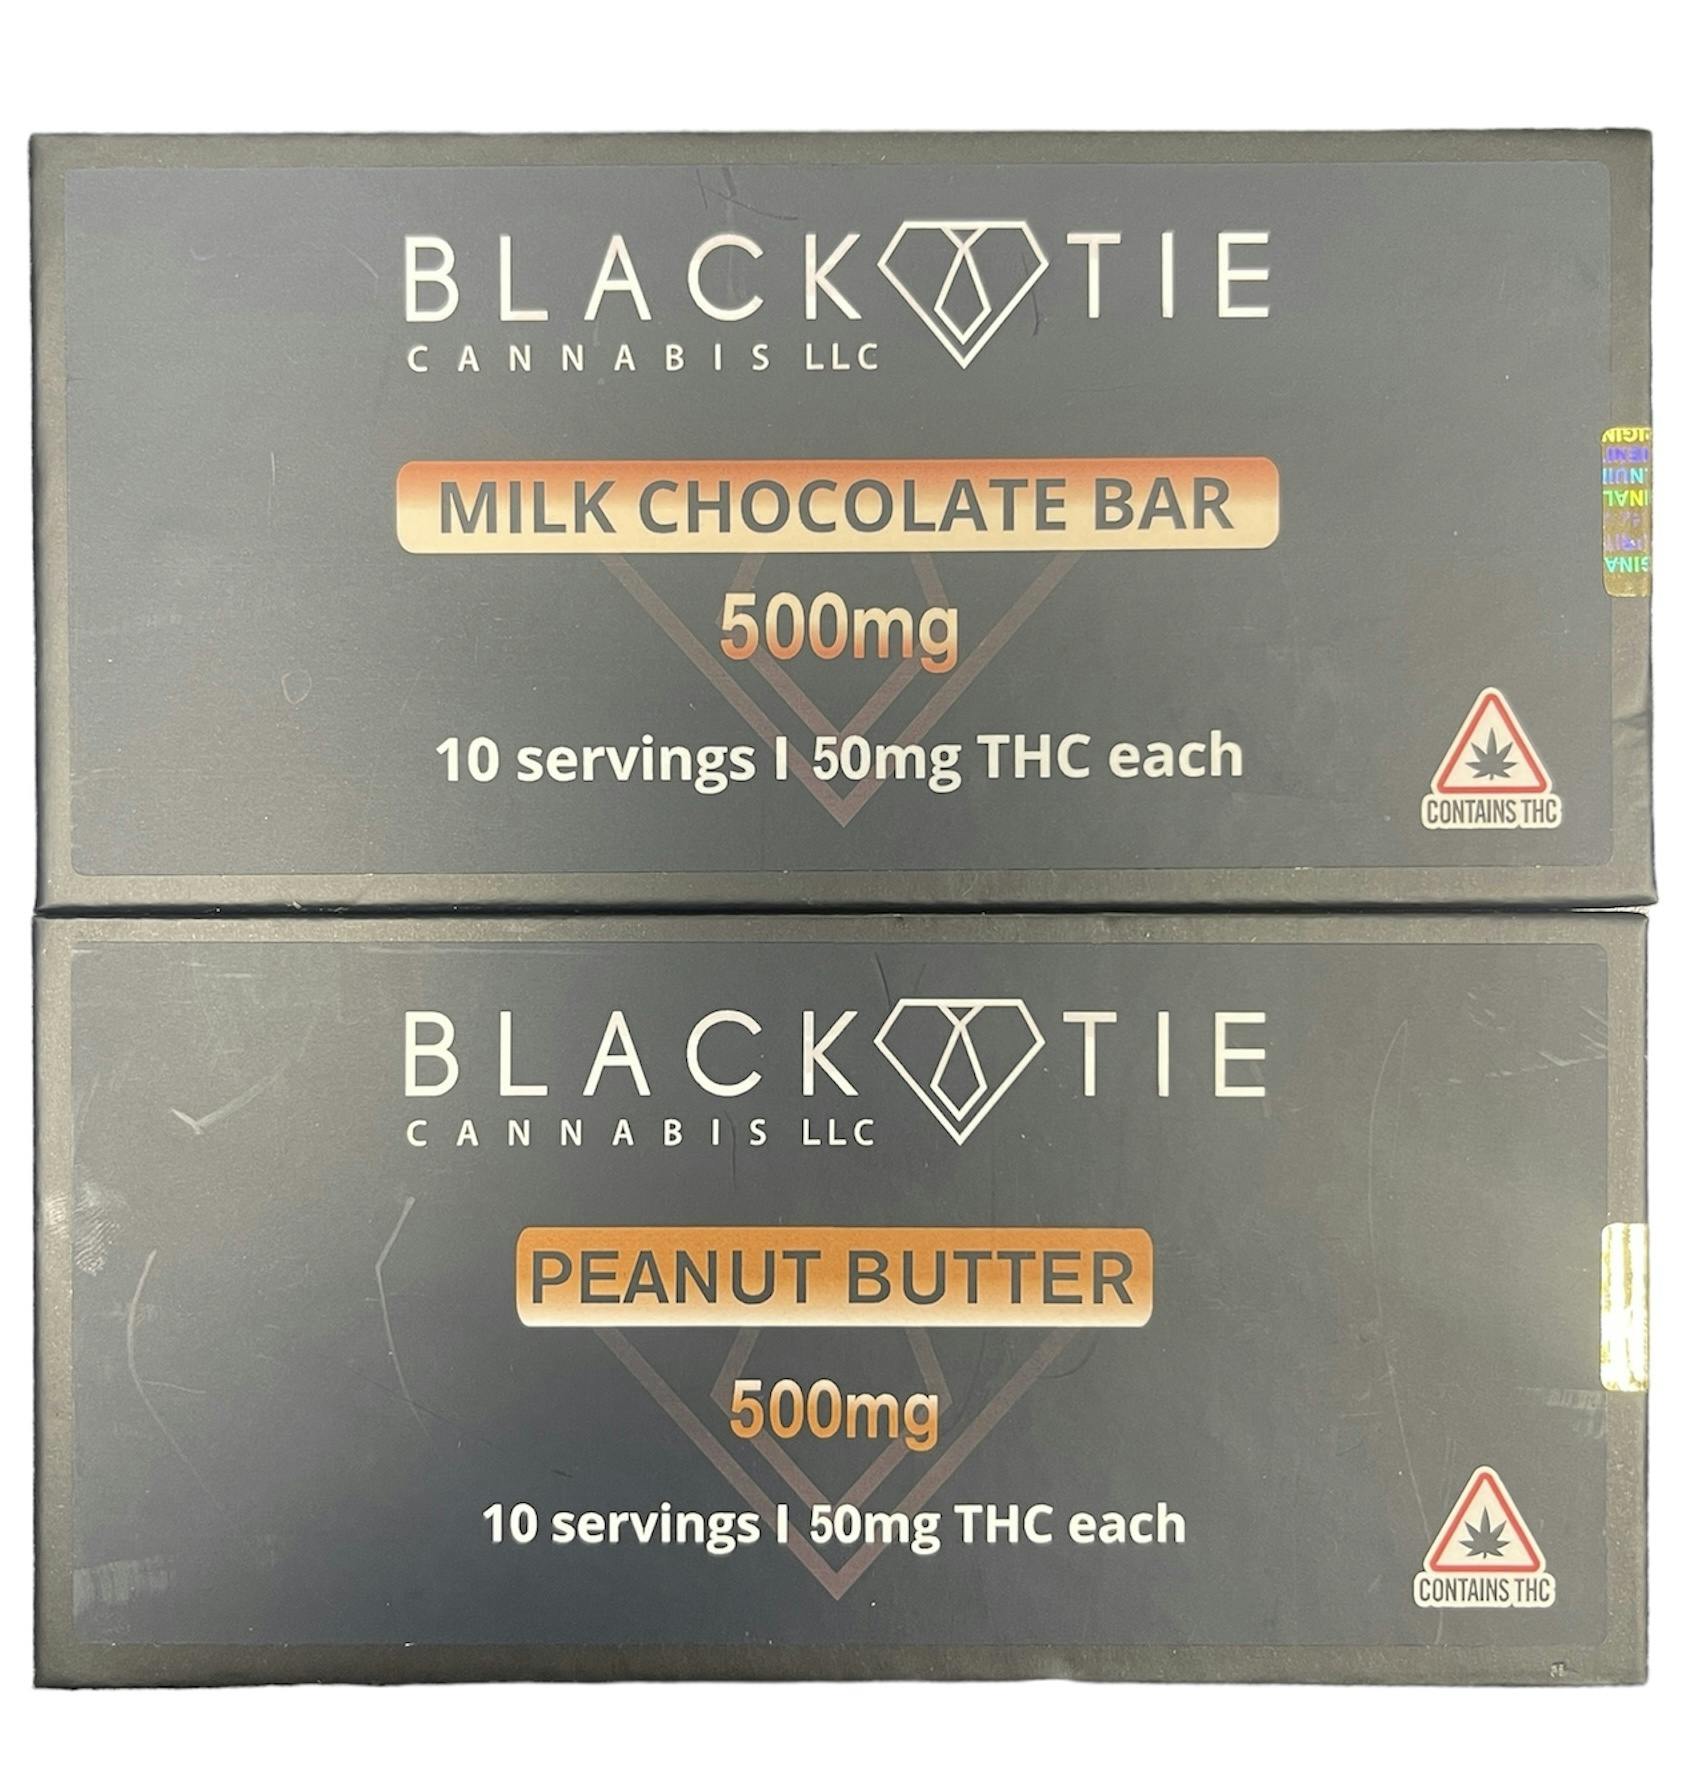 BLACK TIE
CANNABIS LLC
MILK CHOCOLATE BAR
500mg
10 servings I 50mg THC each
CONTAINS THC
BLACK TIE
CANNABIS LLC
PEANUT BUTTER
500mg
10 servings I 50mg THC each
CONTAINS THC